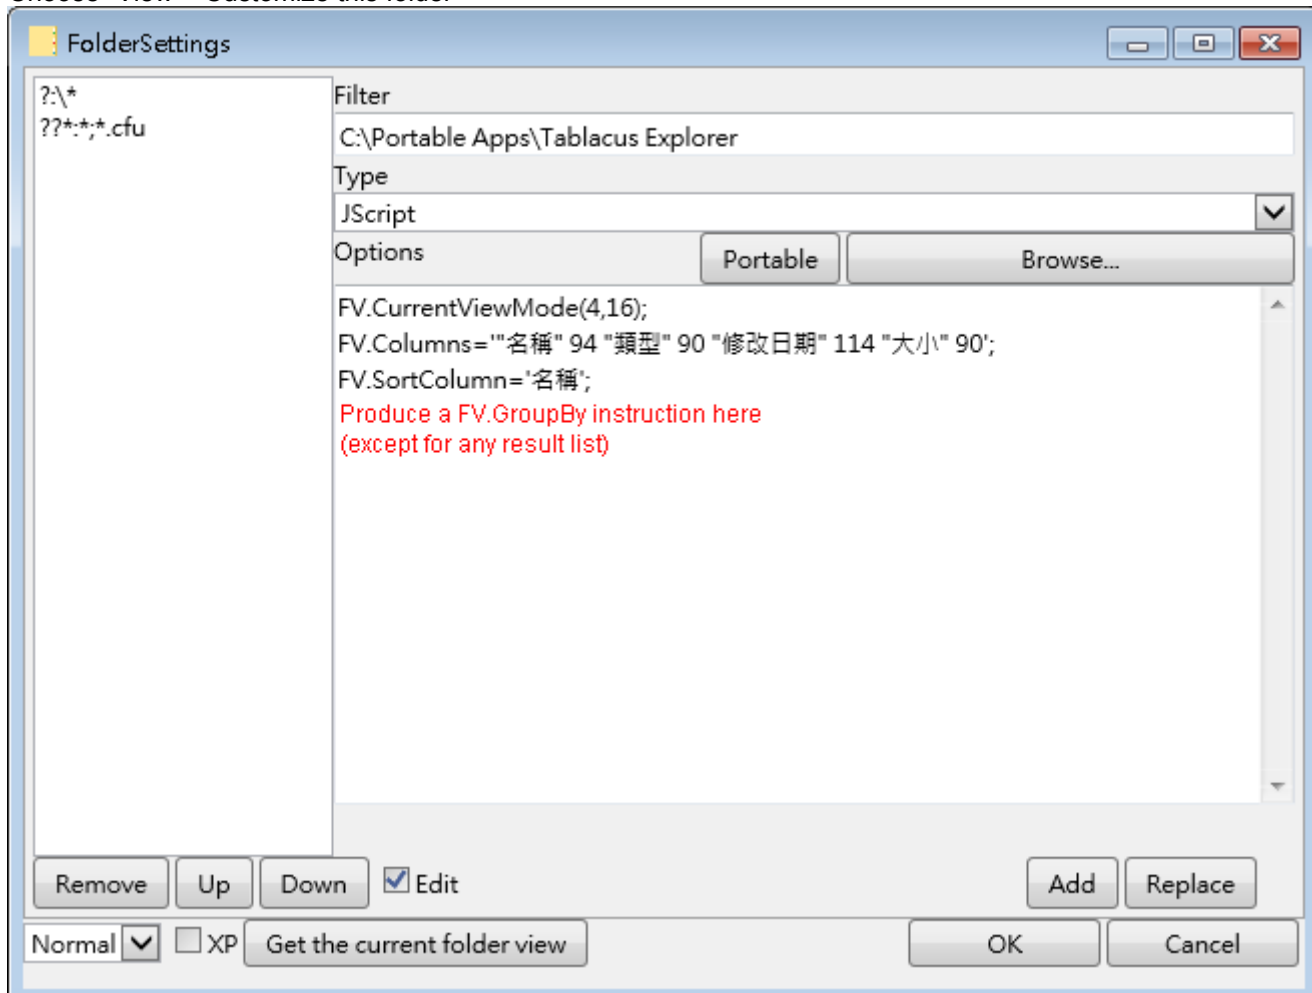 FolderSettings
?:\*
??*:*;*.cfu
Filter
C:\Portable Apps\Tablacus Explorer
Type
JScript
Options
Portable
Browse...
FV.CurrentViewMode(4,16);
FV.Columns='"名稱" 94 "類型" 90 "修改日期" 114 "大小" 90';
FV.SortColumn='名稱';
Produce a FV.GroupBy instruction here
(except for any result list)
Remove
Up
Down
Edit
Add
Replace
Normal
XP
Get the current folder view
OK
Cancel